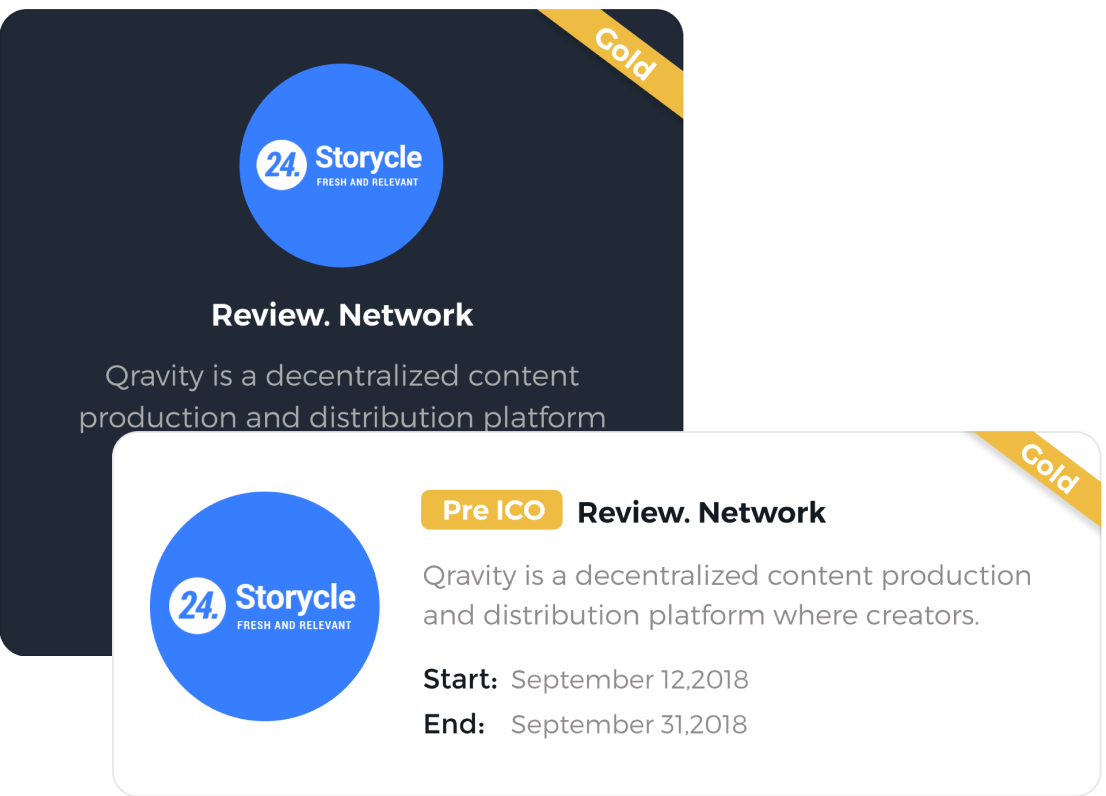 Gold
24. Storycle
FRESH AND RELEVANT
Review. Network
Qravity is a decentralized content
production and distribution platform
Gold
Pre ICO Review. Network
Qravity is a decentralized content production
and distribution platform where creators.
24. Storycle
FRESH AND RELEVANT
Start: September 12,2018
End: September 31,2018